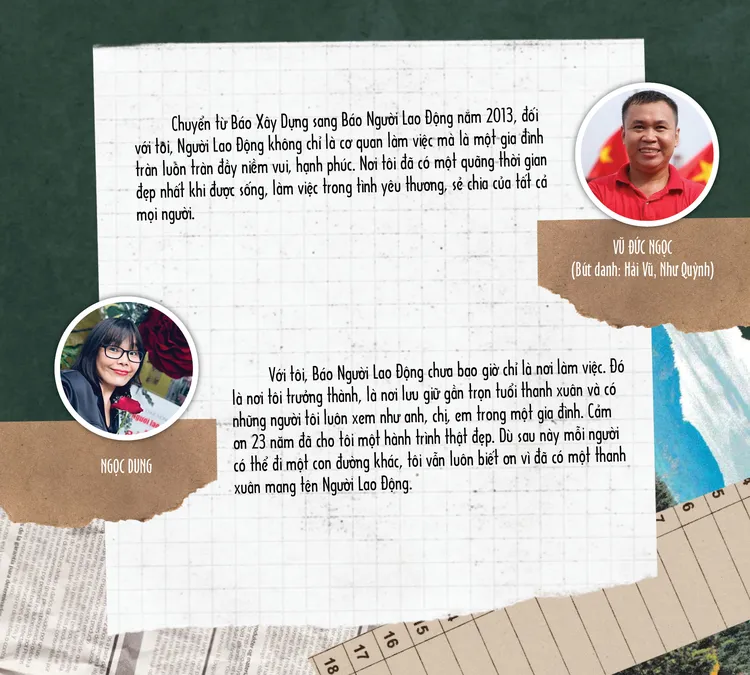 Chuyển từ Báo Xây Dựng sang Báo Người Lao Động năm 2013, đối
với tôi, Người Lao Động không chỉ là cơ quan làm việc mà là một gia đình
tràn luôn tràn đầy niềm vui, hạnh phúc. Nơi tôi đã có một quãng thời gian
đẹp nhất khi được sống, làm việc trong tình yêu thương, sẻ chia của tất cả
mọi người.
VŨ ĐỨC NGỌC
(Bút danh: Hải Vũ, Như Quỳnh)
Với tôi, Báo Người Lao Động chưa bao giờ chỉ là nơi làm việc. Đó
là nơi tôi trưởng thành, là nơi lưu giữ gần trọn tuổi thanh xuân và có
những người tôi luôn xem như anh, chị, em trong một gia đình. Cảm
ơn 23 năm đã cho tôi một hành trình thật đẹp. Dù sau này mỗi người
có thể đi một con đường khác, tôi vẫn luôn biết ơn vì đã có một thanh
xuân mang tên Người Lao Động.
NGỌC DUNG
18
17
16
15
7
6
5